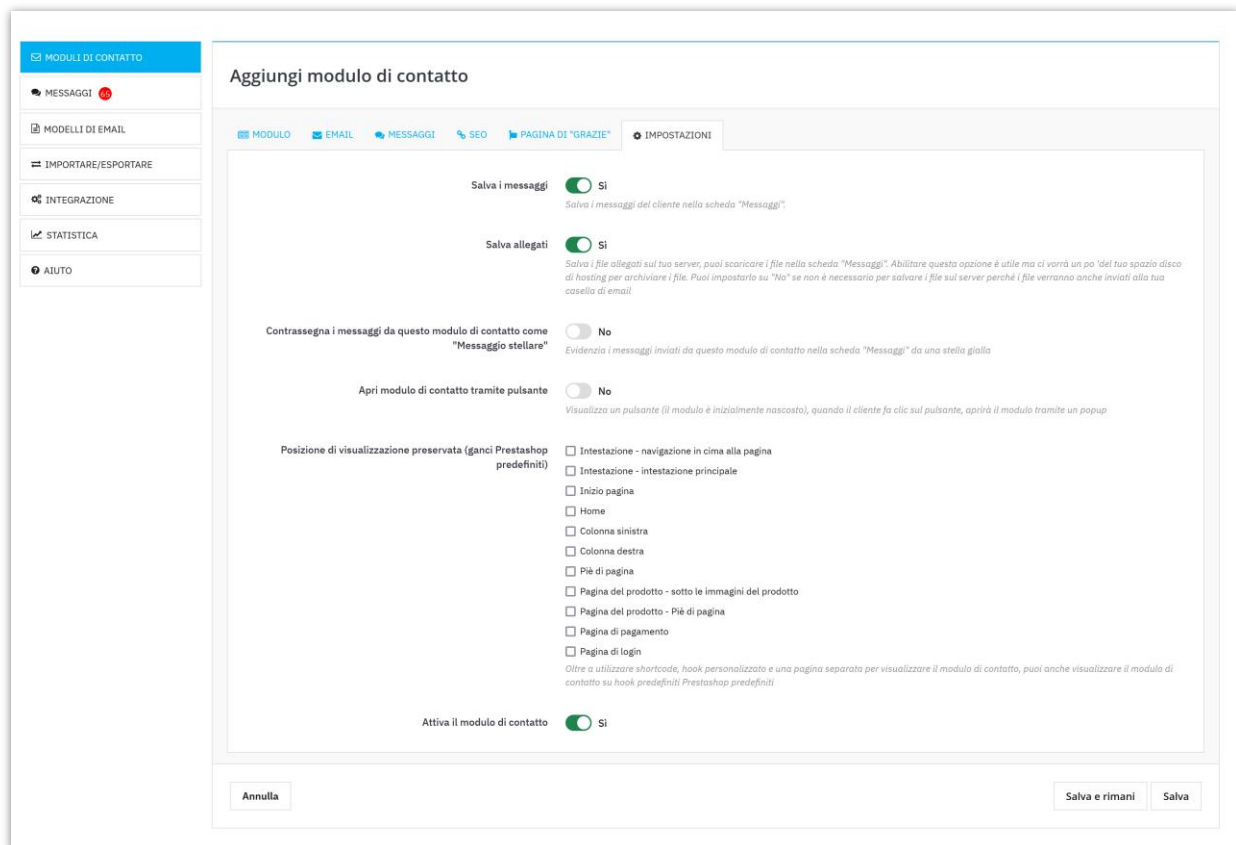 MODULI DI CONTATTO
MESSAGGI 65
MODELLI DI EMAIL
IMPORTARE/ESPORTARE
INTEGRAZIONE
STATISTICA
AIUTO
Aggiungi modulo di contatto
MODULO EMAIL MESSAGGI SEO PAGINA DI "GRAZIE" IMPOSTAZIONI
Salva i messaggi Sì
Salva i messaggi del cliente nella scheda "Messaggi".
Salva allegati Sì
Salva i file allegati sul tuo server, puoi scaricare i file nella scheda "Messaggi". Abilitare questa opzione è utile ma ci vorrà un po 'del tuo spazio disco
di hosting per archiviare i file. Puoi impostarlo su "No" se non è necessario per salvare i file sul server perché i file verranno anche inviati alla tua
casella di email
Contrassegna i messaggi da questo modulo di contatto come
"Messaggio stellare"
No
Evidenzia i messaggi inviati da questo modulo di contatto nella scheda "Messaggi" da una stella gialla
Apri modulo di contatto tramite pulsante No
Visualizza un pulsante (il modulo è inizialmente nascosto), quando il cliente fa clic sul pulsante, aprirà il modulo tramite un popup
Posizione di visualizzazione preservata (ganci Prestashop
predefiniti)
Intestazione - navigazione in cima alla pagina
Intestazione - intestazione principale
Inizio pagina
Home
Colonna sinistra
Colonna destra
Piè di pagina
Pagina del prodotto - sotto le immagini del prodotto
Pagina del prodotto - Piè di pagina
Pagina di pagamento
Pagina di login
Oltre a utilizzare shortcode, hook personalizzato e una pagina separata per visualizzare il modulo di contatto, puoi anche visualizzare il modulo di
contatto su hook predefiniti Prestashop predefiniti
Attiva il modulo di contatto Sì
Annulla Salva e rimani Salva